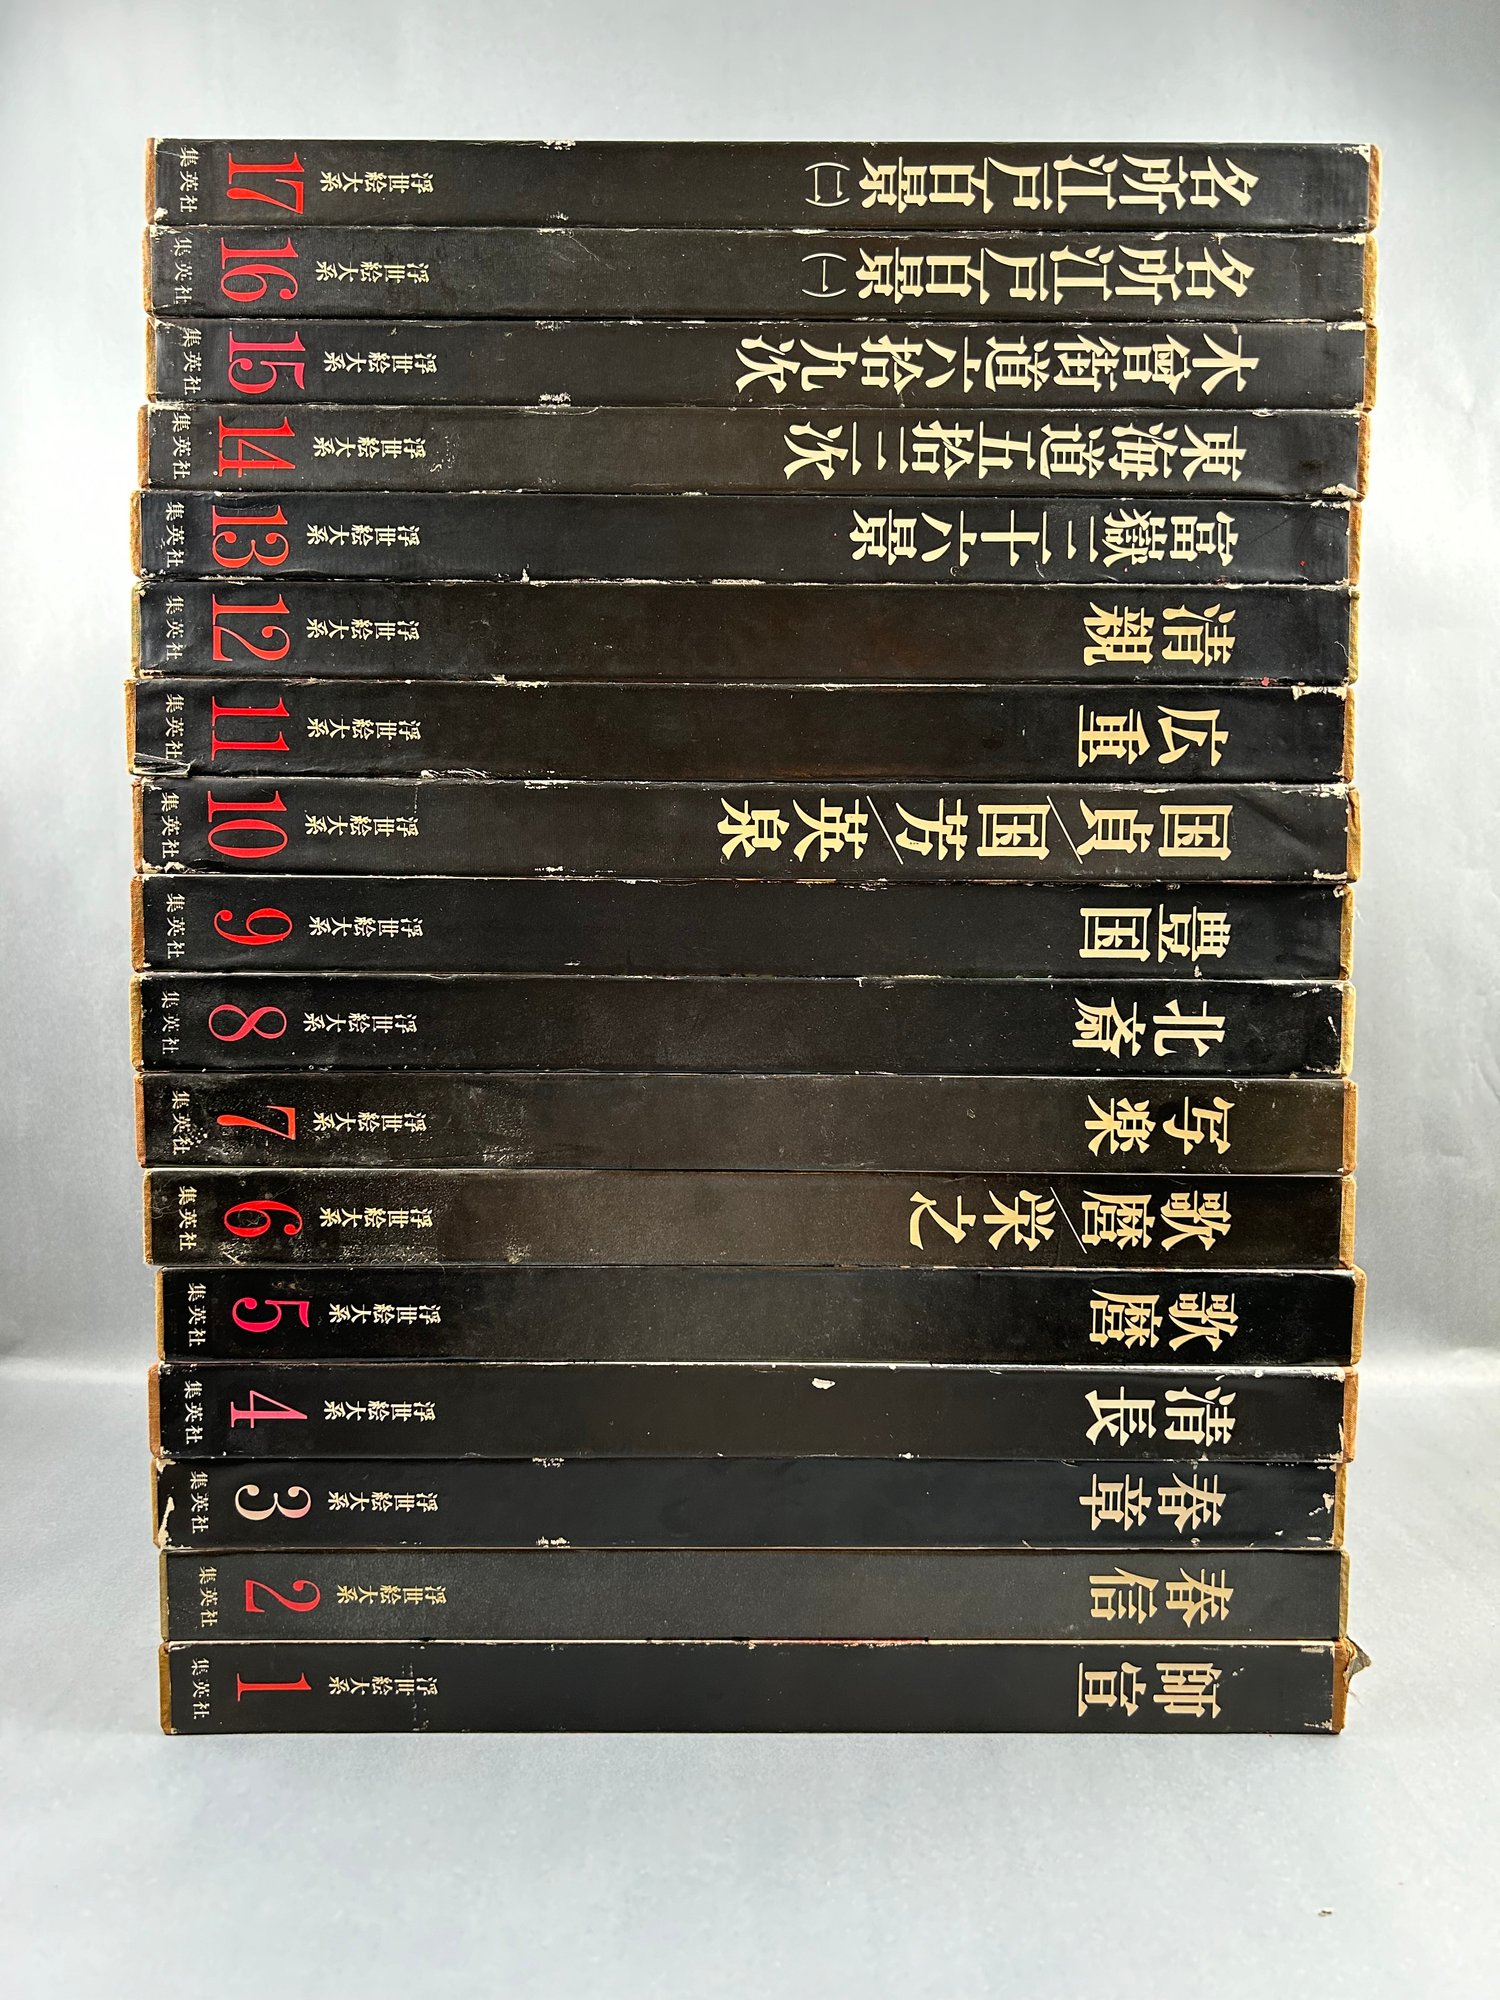 名所江戸百景(二) 浮世絵大系 17 集英社
名所江戸百景(一) 浮世絵大系 16 集英社
木曾街道六拾九次 浮世絵大系 15 集英社
東海道五拾三次 浮世絵大系 14 集英社
富嶽三十六景 浮世絵大系 13 集英社
清親 浮世絵大系 12 集英社
広重 浮世絵大系 11 集英社
国貞/国芳/英泉 浮世絵大系 10 集英社
豊国 浮世絵大系 9 集英社
北斎 浮世絵大系 8 集英社
写楽 浮世絵大系 7 集英社
歌麿/栄之 浮世絵大系 6 集英社
歌麿 浮世絵大系 5 集英社
清長 浮世絵大系 4 集英社
春章 浮世絵大系 3 集英社
春信 浮世絵大系 2 集英社
師宣 浮世絵大系 1 集英社